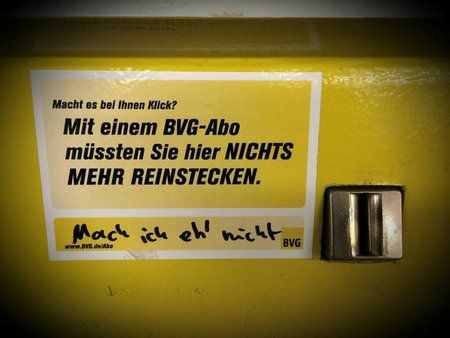 Macht es bei Ihnen Klick?
Mit einem BVG-Abo
müssten Sie hier NICHTS
MEHR REINSTECKEN.
Mach ich eh' nicht
www.BVG.de/Abo
BVG